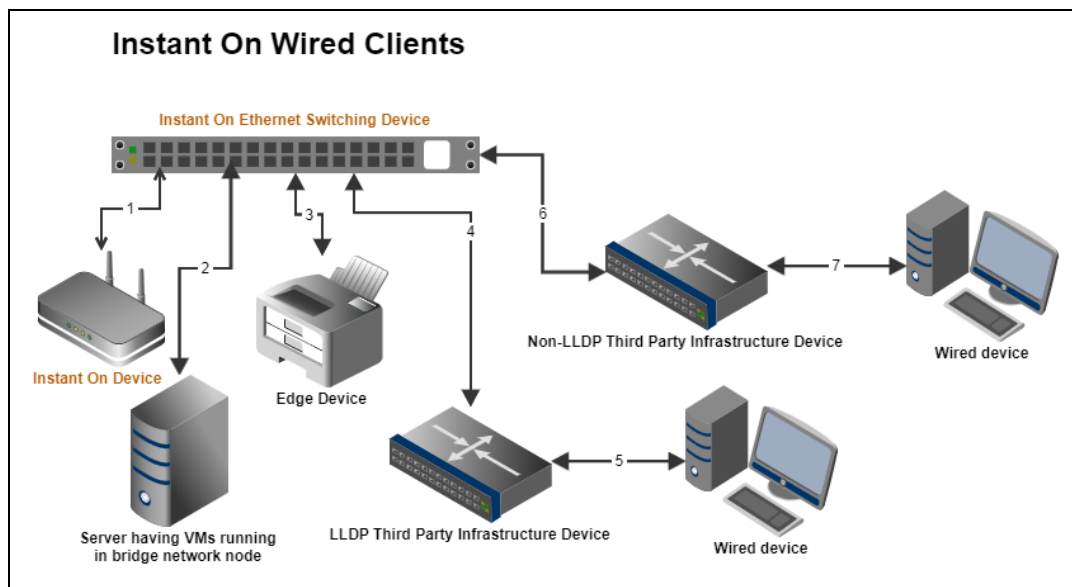 Instant On Wired Clients
Instant On Ethernet Switching Device
1
2
3
4
6
7
Instant On Device
Edge Device
Non-LLDP Third Party Infrastructure Device
Wired device
5
Server having VMs running
in bridge network node
LLDP Third Party Infrastructure Device
Wired device